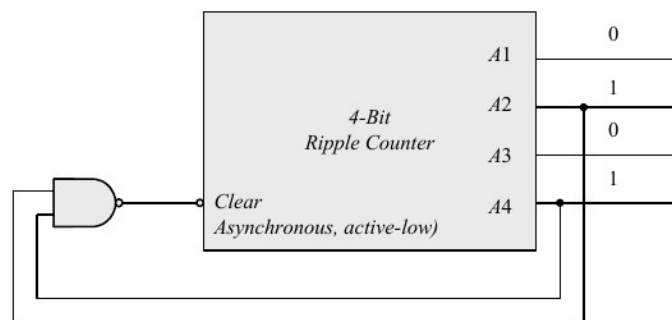 0
A1
1
A2
4-Bit
Ripple Counter
0
A3
1
Clear
A4
Asynchronous, active-low)